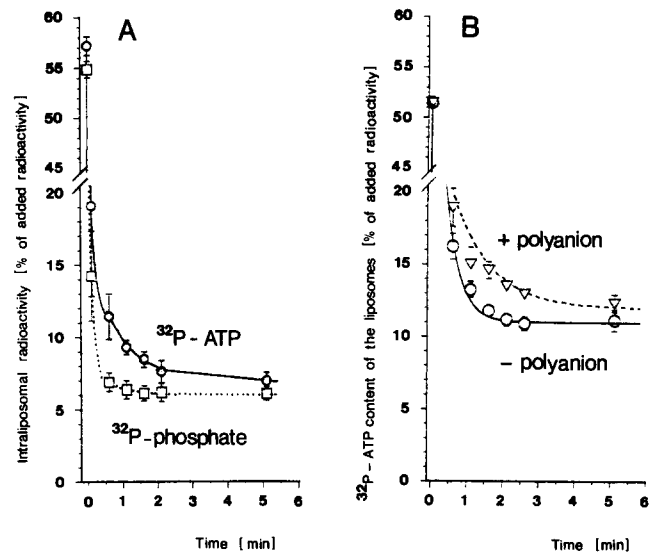 A
Intraliposomal radioactivity [% of added radioactivity]
60
55
50
45
20
15
10
5
0
³²P-ATP
³²P-phosphate
0 1 2 3 4 5 6
Time [min]
B
³²P-ATP content of the liposomes [% of added radioactivity]
60
55
50
45
20
15
10
5
0
+ polyanion
− polyanion
0 1 2 3 4 5 6
Time [min]